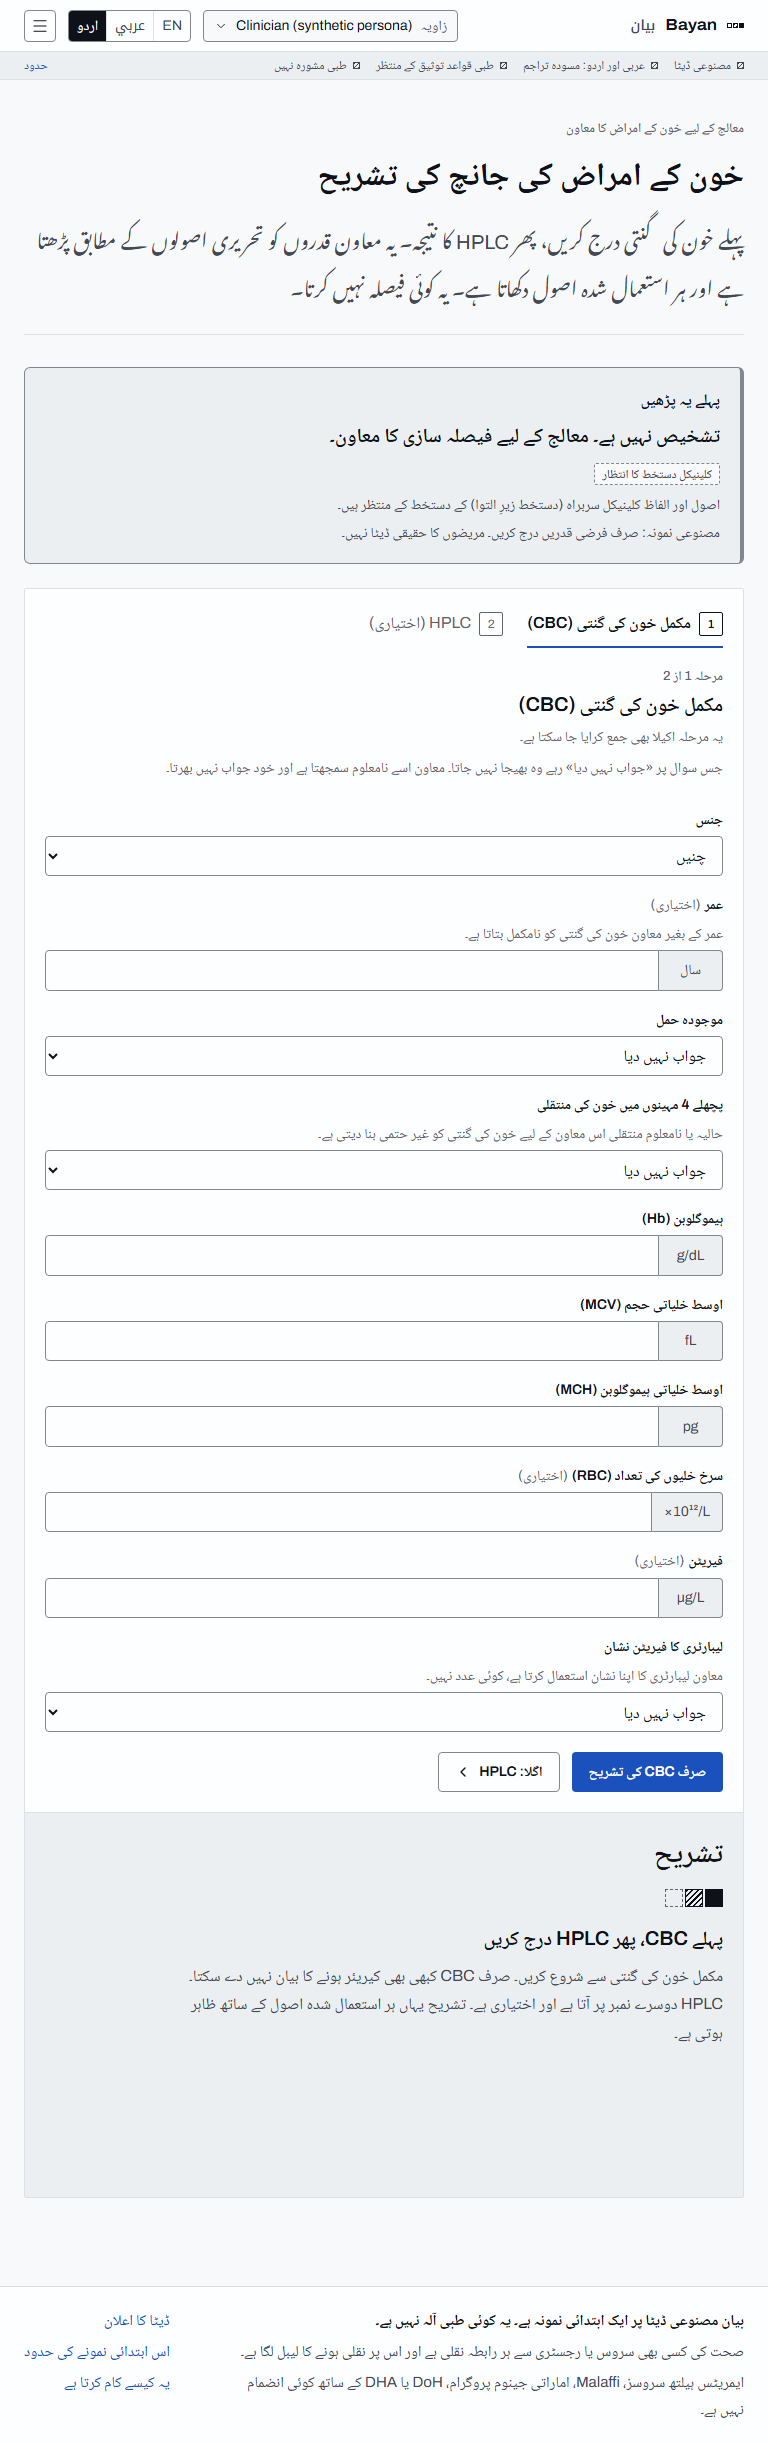 Bayan بیان
زاویہ Clinician (synthetic persona)
EN عربي اردو
مصنوعی ڈیٹا
عربی اور اردو: مسودہ تراجم
طبی قواعد توثیق کے منتظر
طبی مشورہ نہیں
حدود
معالج کے لیے خون کے امراض کا معاون
خون کے امراض کی جانچ کی تشریح
پہلے خون کی گنتی درج کریں، پھر HPLC کا نتیجہ۔ یہ معاون قدروں کو تحریری اصولوں کے مطابق پڑھتا
ہے اور ہر استعمال شدہ اصول دکھاتا ہے۔ یہ کوئی فیصلہ نہیں کرتا۔
پہلے یہ پڑھیں
تشخیص نہیں ہے۔ معالج کے لیے فیصلہ سازی کا معاون۔
کلینیکل دستخط کا انتظار
اصول اور الفاظ کلینیکل سربراہ (دستخط زیرِ التوا) کے دستخط کے منتظر ہیں۔
مصنوعی نمونہ: صرف فرضی قدریں درج کریں۔ مریضوں کا حقیقی ڈیٹا نہیں۔
1 مکمل خون کی گنتی (CBC)
2 HPLC (اختیاری)
مرحلہ 1 از 2
مکمل خون کی گنتی (CBC)
یہ مرحلہ اکیلا بھی جمع کرایا جا سکتا ہے۔
جس سوال پر «جواب نہیں دیا» رہے وہ بھیجا نہیں جاتا۔ معاون اسے نامعلوم سمجھتا ہے اور خود جواب نہیں بھرتا۔
جنس
چنیں
عمر (اختیاری)
عمر کے بغیر معاون خون کی گنتی کو نامکمل بتاتا ہے۔
سال
موجودہ حمل
جواب نہیں دیا
پچھلے 4 مہینوں میں خون کی منتقلی
حالیہ یا نامعلوم منتقلی اس معاون کے لیے خون کی گنتی کو غیر حتمی بنا دیتی ہے۔
جواب نہیں دیا
ہیموگلوبن (Hb)
g/dL
اوسط خلیاتی حجم (MCV)
fL
اوسط خلیاتی ہیموگلوبن (MCH)
pg
سرخ خلیوں کی تعداد (RBC) (اختیاری)
×10¹²/L
فیریٹن (اختیاری)
µg/L
لیبارٹری کا فیریٹن نشان
معاون لیبارٹری کا اپنا نشان استعمال کرتا ہے، کوئی عدد نہیں۔
جواب نہیں دیا
صرف CBC کی تشریح
اگلا: HPLC
تشریح
پہلے CBC، پھر HPLC درج کریں
مکمل خون کی گنتی سے شروع کریں۔ صرف CBC کبھی بھی کیریئر ہونے کا بیان نہیں دے سکتا۔
HPLC دوسرے نمبر پر آتا ہے اور اختیاری ہے۔ تشریح یہاں ہر استعمال شدہ اصول کے ساتھ ظاہر
ہوتی ہے۔
بیان مصنوعی ڈیٹا پر ایک ابتدائی نمونہ ہے۔ یہ کوئی طبی آلہ نہیں ہے۔
صحت کی کسی بھی سروس یا رجسٹری سے ہر رابطہ نقلی ہے اور اس پر نقلی ہونے کا لیبل لگا ہے۔
ایمریٹس ہیلتھ سروسز، Malaffi، اماراتی جینوم پروگرام، DoH یا DHA کے ساتھ کوئی انضمام
نہیں ہے۔
ڈیٹا کا اعلان
اس ابتدائی نمونے کی حدود
یہ کیسے کام کرتا ہے